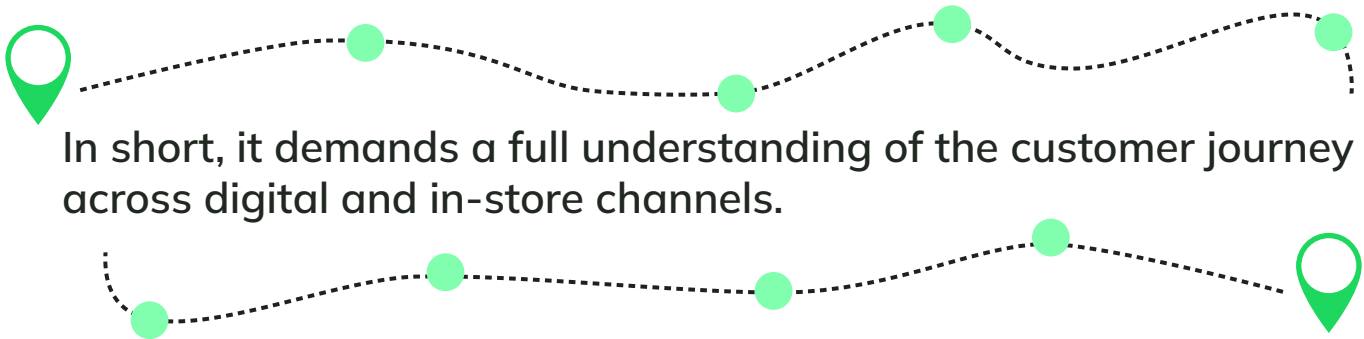 In short, it demands a full understanding of the customer journey
across digital and in-store channels.